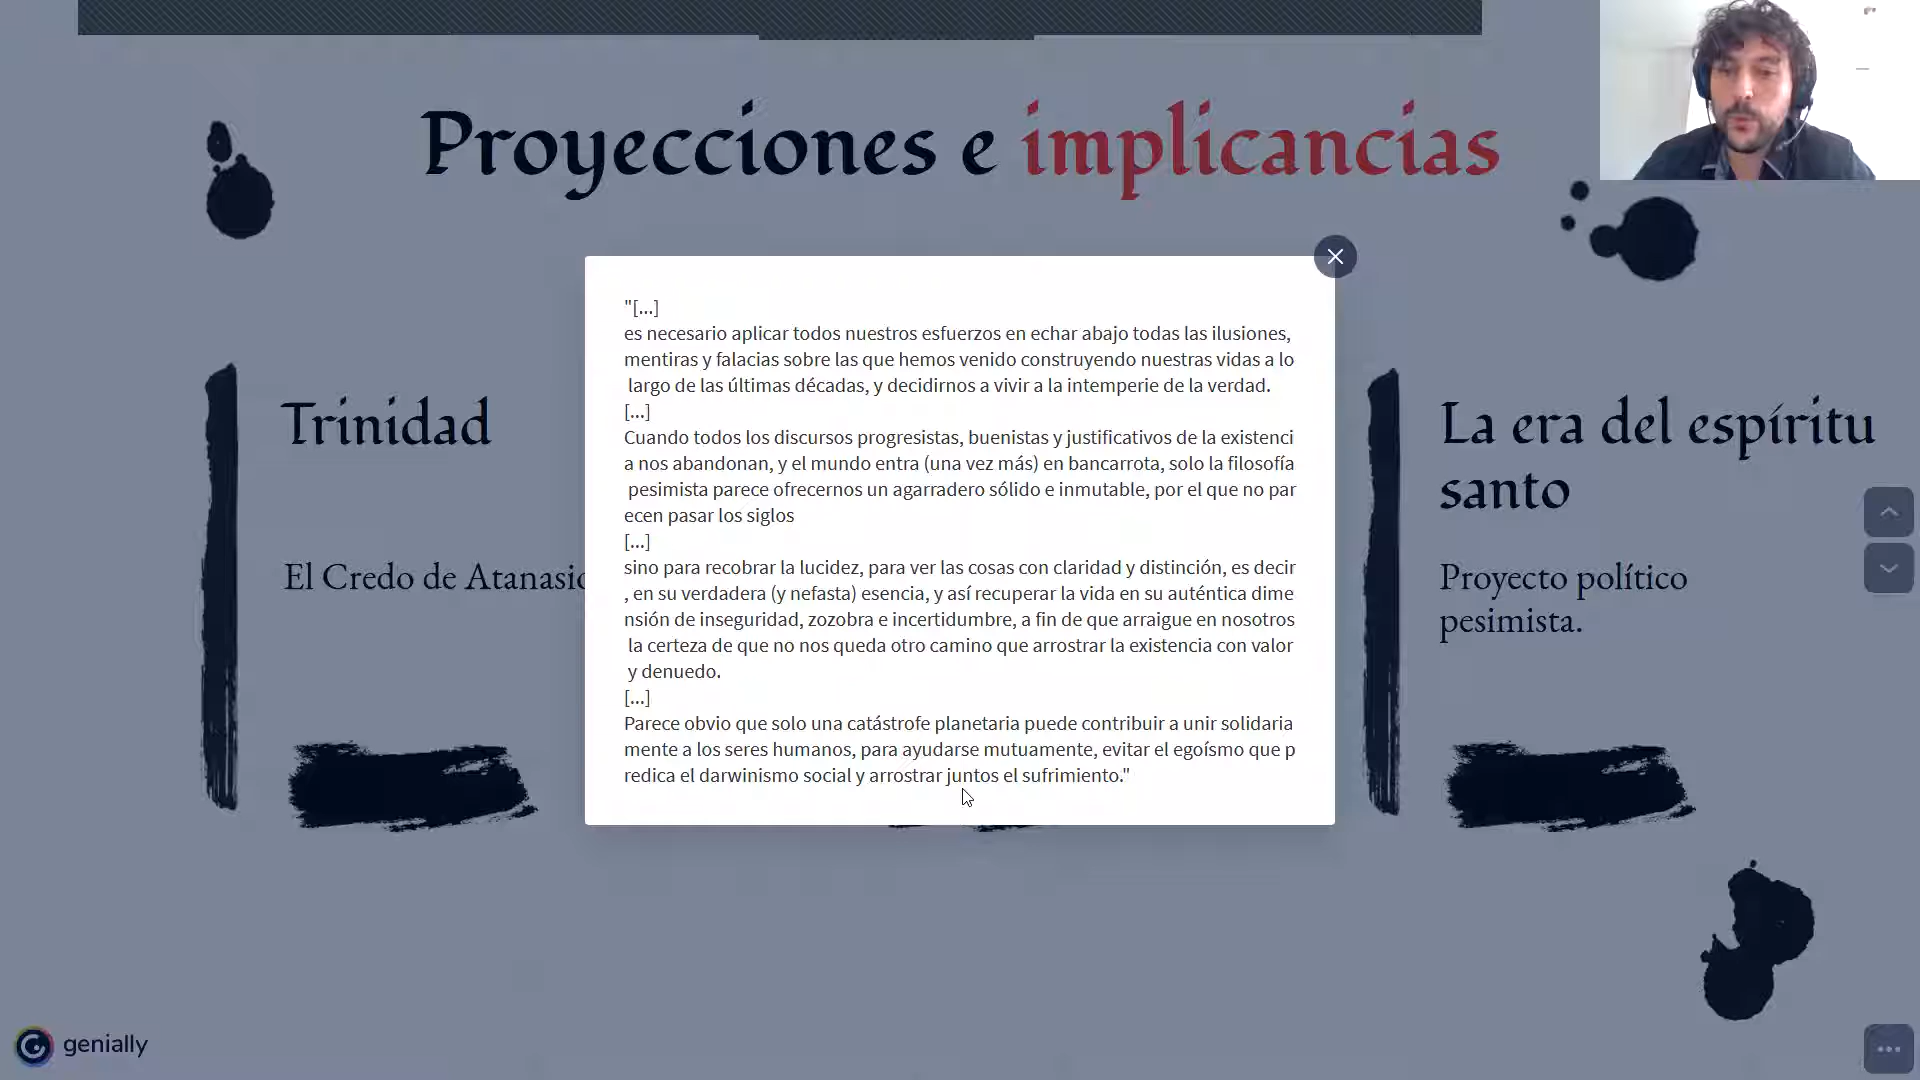 Proyecciones e implicancias
"[...]
es necesario aplicar todos nuestros esfuerzos en echar abajo todas las ilusiones,
mentiras y falacias sobre las que hemos venido construyendo nuestras vidas a lo
largo de las últimas décadas, y decidirnos a vivir a la intemperie de la verdad.
[...]
Cuando todos los discursos progresistas, buenistas y justificativos de la existenci
a nos abandonan, y el mundo entra (una vez más) en bancarrota, solo la filosofía
pesimista parece ofrecernos un agarradero sólido e inmutable, por el que no par
ecen pasar los siglos
[...]
sino para recobrar la lucidez, para ver las cosas con claridad y distinción, es decir
, en su verdadera (y nefasta) esencia, y así recuperar la vida en su auténtica dime
nsión de inseguridad, zozobra e incertidumbre, a fin de que arraigue en nosotros
la certeza de que no nos queda otro camino que arrostrar la existencia con valor
y denuedo.
[...]
Parece obvio que solo una catástrofe planetaria puede contribuir a unir solidaria
mente a los seres humanos, para ayudarse mutuamente, evitar el egoísmo que p
redica el darwinismo social y arrostrar juntos el sufrimiento."
Trinidad
El Credo de Atanasio
La era del espíritu
santo
Proyecto político
pesimista.
genially